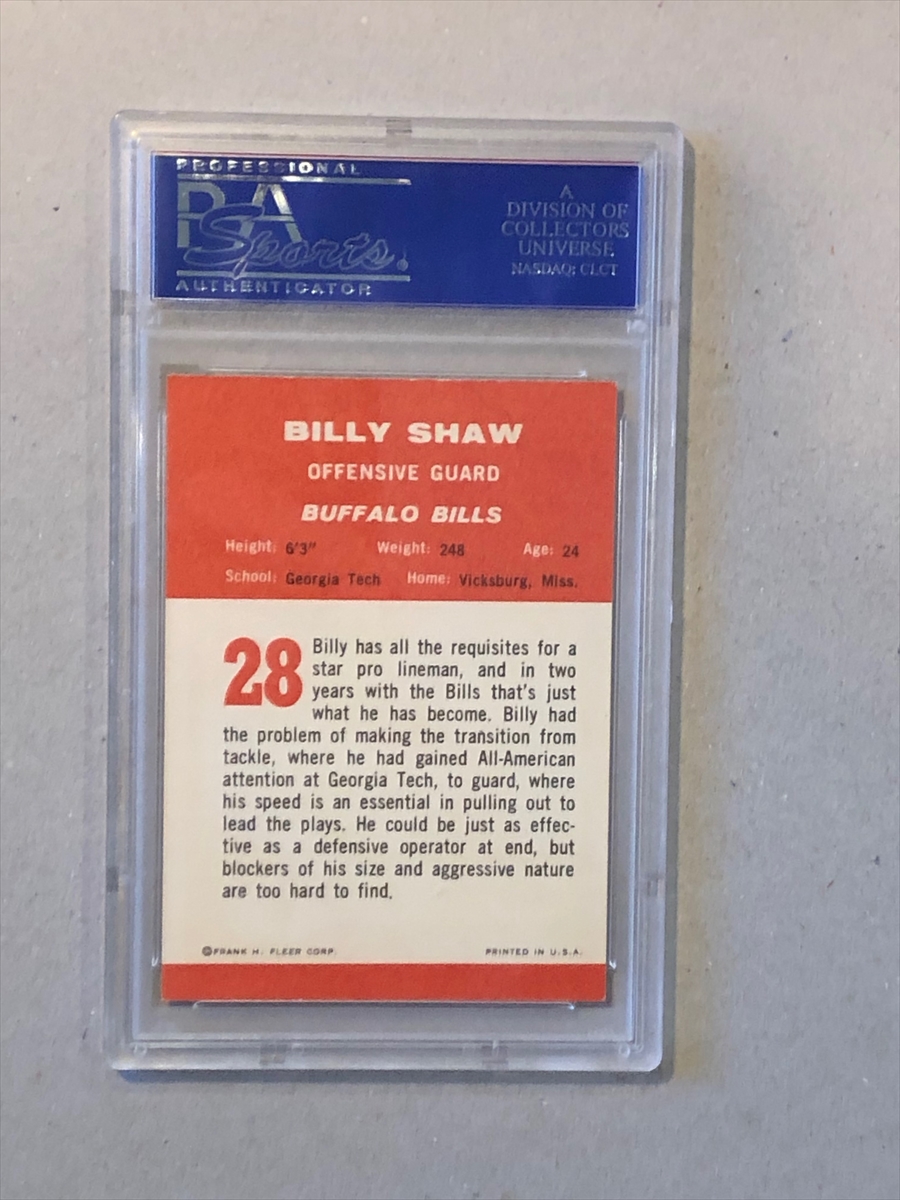 PROFESSIONAL
PSA
Sports
AUTHENTICATOR
A
DIVISION OF
COLLECTORS
UNIVERSE
NASDAQ: CLCT
BILLY SHAW
OFFENSIVE GUARD
BUFFALO BILLS
Height: 6'3" Weight: 248 Age: 24
School: Georgia Tech Home: Vicksburg, Miss.
28
Billy has all the requisites for a
star pro lineman, and in two
years with the Bills that's just
what he has become. Billy had
the problem of making the transition from
tackle, where he had gained All-American
attention at Georgia Tech, to guard, where
his speed is an essential in pulling out to
lead the plays. He could be just as effec-
tive as a defensive operator at end, but
blockers of his size and aggressive nature
are too hard to find.
©FRANK H. FLEER CORP. PRINTED IN U.S.A.